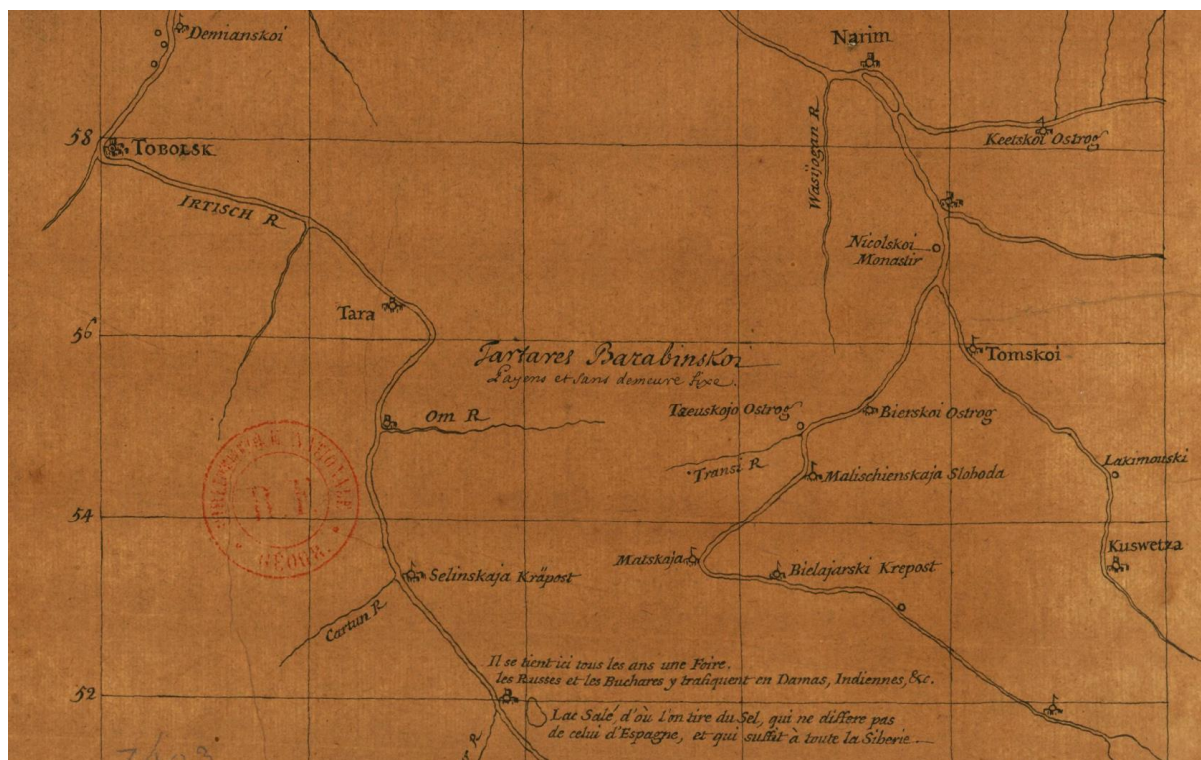 Demianskoi
Narim
58
TOBOLSK
Keetskoi Ostrog
Wasijogan R
IRTISCH R
Nicolskoi
Monastir
Tara
56
Tartares Barabinskoi
Payens et sans demeure fixe.
Tomskoi
Om R
Tzeuskojo Ostrog
Bierskoi Ostrog
Transi R
Malischienskaja Sloboda
Lakimouski
54
Matskaja
Bielajarski Krepost
Kuswetza
Selinskaja Kräpost
Cartun R
Il se tient ici tous les ans une Foire.
les Russes et les Buchares y trafiquent en Damas, Indiennes, &c.
52
Lac Salé, d'où l'on tire du Sel, qui ne differe pas
de celui d'Espagne, et qui suffit à toute la Siberie.
R